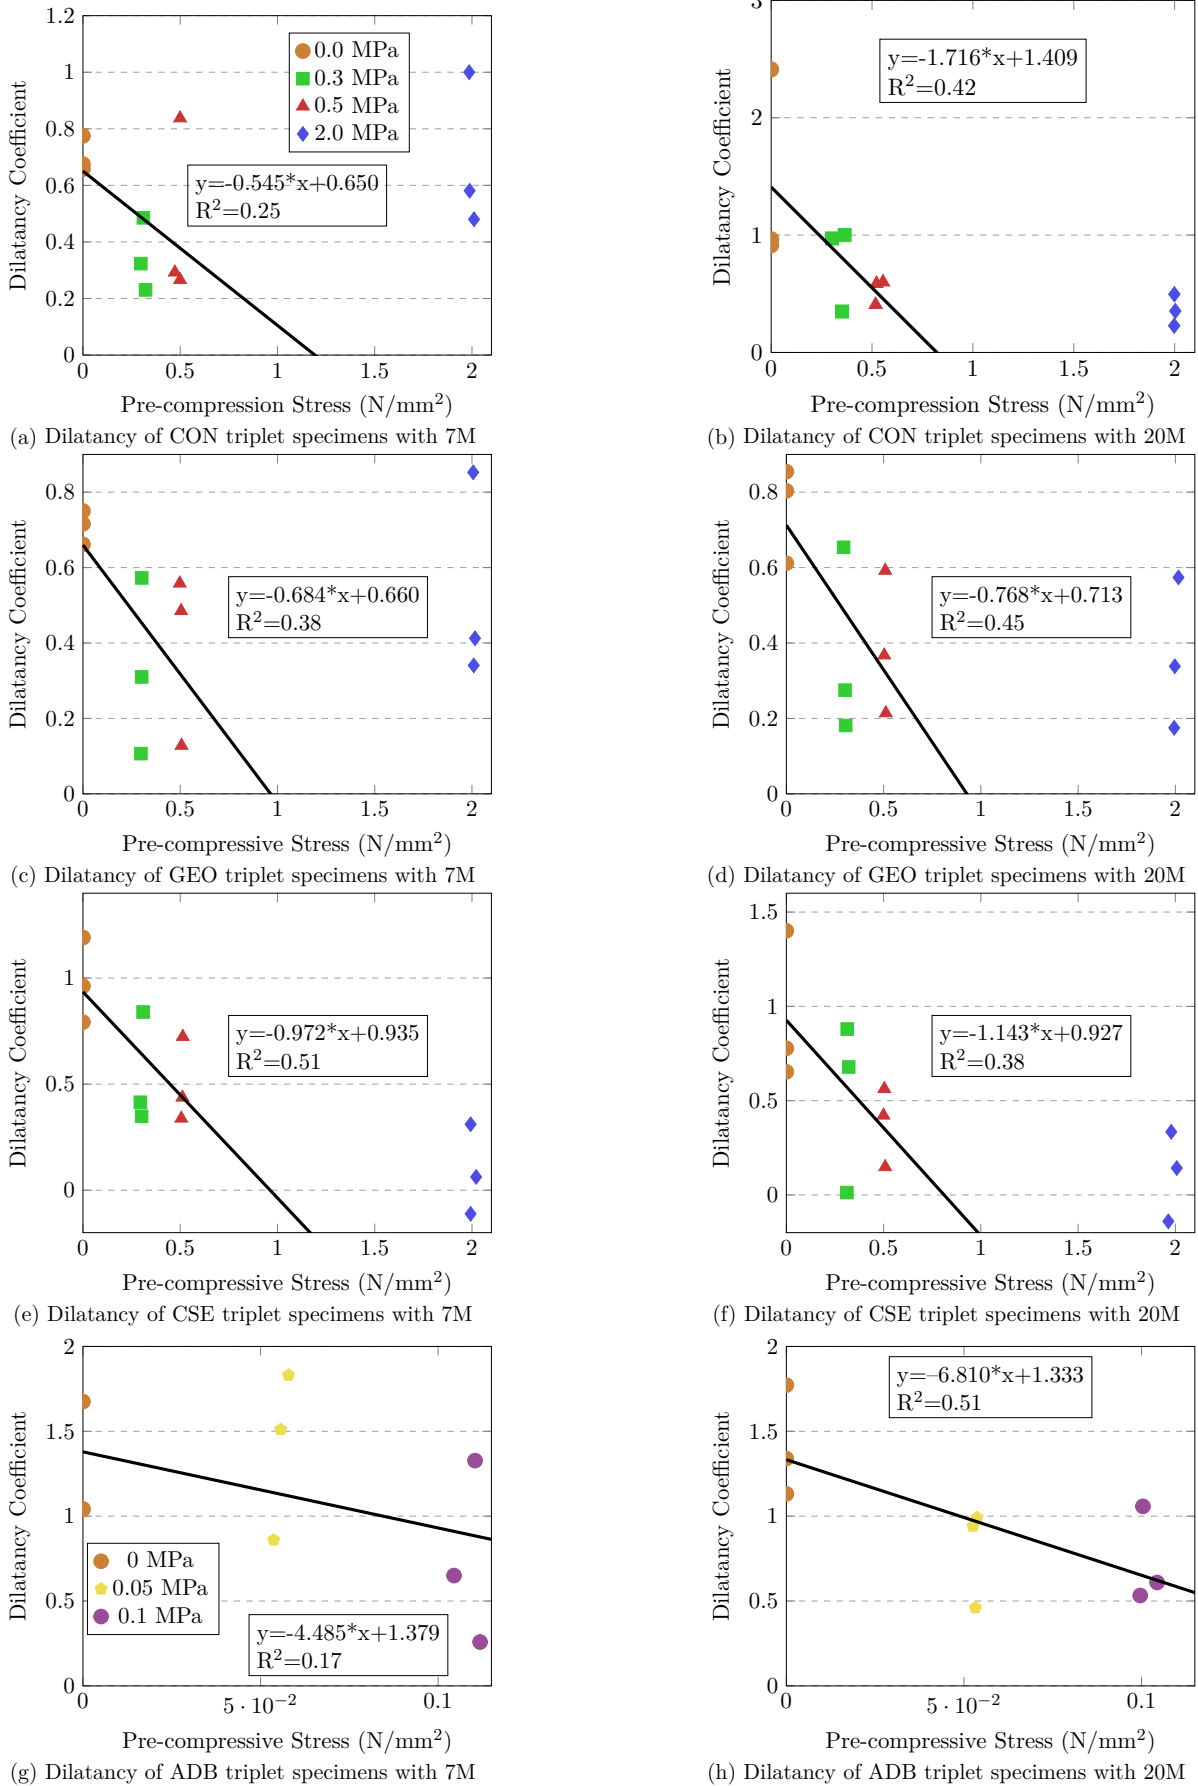 1.2
1
0.8
0.6
0.4
0.2
0
0 0.5 1 1.5 2
Dilatancy Coefficient
0.0 MPa
0.3 MPa
0.5 MPa
2.0 MPa
y=-0.545*x+0.650
R²=0.25
Pre-compression Stress (N/mm²)
(a) Dilatancy of CON triplet specimens with 7M
3
2
1
0
0 0.5 1 1.5 2
Dilatancy Coefficient
y=-1.716*x+1.409
R²=0.42
Pre-compression Stress (N/mm²)
(b) Dilatancy of CON triplet specimens with 20M
0.8
0.6
0.4
0.2
0
0 0.5 1 1.5 2
Dilatancy Coefficient
y=-0.684*x+0.660
R²=0.38
Pre-compressive Stress (N/mm²)
(c) Dilatancy of GEO triplet specimens with 7M
0.8
0.6
0.4
0.2
0
0 0.5 1 1.5 2
Dilatancy Coefficient
y=-0.768*x+0.713
R²=0.45
Pre-compressive Stress (N/mm²)
(d) Dilatancy of GEO triplet specimens with 20M
1
0.5
0
0 0.5 1 1.5 2
Dilatancy Coefficient
y=-0.972*x+0.935
R²=0.51
Pre-compressive Stress (N/mm²)
(e) Dilatancy of CSE triplet specimens with 7M
1.5
1
0.5
0
0 0.5 1 1.5 2
Dilatancy Coefficient
y=-1.143*x+0.927
R²=0.38
Pre-compressive Stress (N/mm²)
(f) Dilatancy of CSE triplet specimens with 20M
2
1.5
1
0.5
0
0 5 · 10⁻² 0.1
Dilatancy Coefficient
0 MPa
0.05 MPa
0.1 MPa
y=-4.485*x+1.379
R²=0.17
Pre-compressive Stress (N/mm²)
(g) Dilatancy of ADB triplet specimens with 7M
2
1.5
1
0.5
0
0 5 · 10⁻² 0.1
Dilatancy Coefficient
y=–6.810*x+1.333
R²=0.51
Pre-compressive Stress (N/mm²)
(h) Dilatancy of ADB triplet specimens with 20M